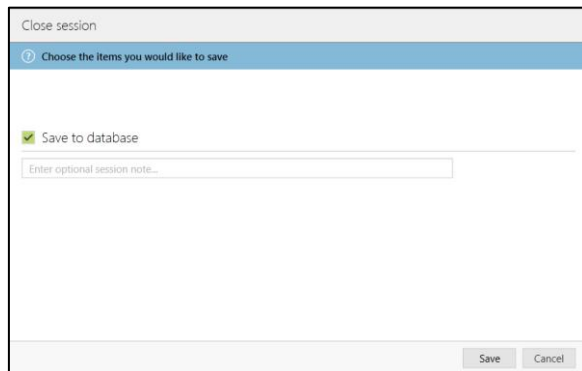 Close session
? Choose the items you would like to save
Save to database
Enter optional session note...
Save Cancel